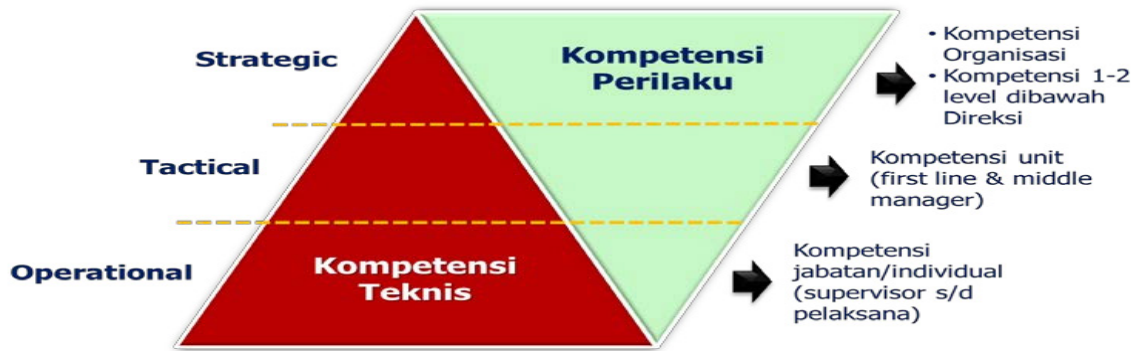 Strategic
Kompetensi
Perilaku
• Kompetensi
Organisasi
• Kompetensi 1-2
level dibawah
Direksi
Tactical
Kompetensi unit
(first line & middle
manager)
Operational
Kompetensi
Teknis
Kompetensi
jabatan/individual
(supervisor s/d
pelaksana)